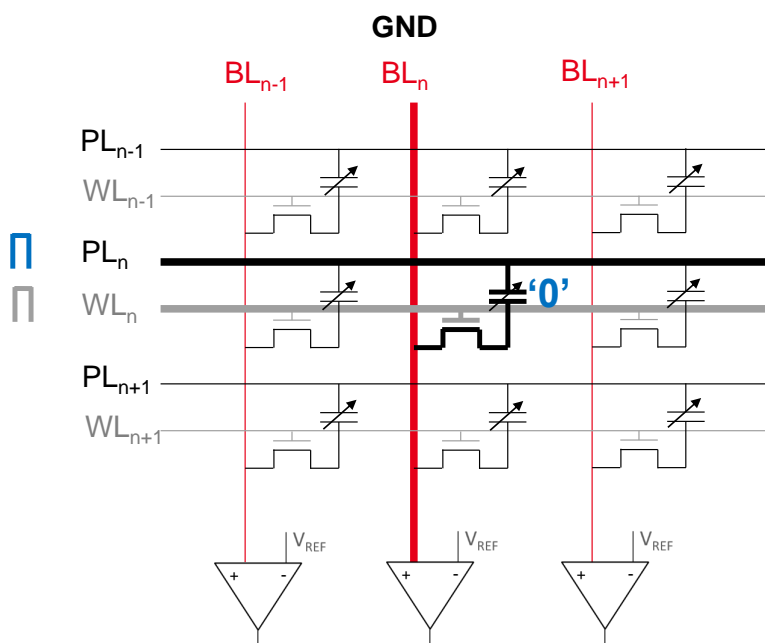 GND
BLn-1 BLn BLn+1
PLn-1
WLn-1
PLn
WLn '0'
PLn+1
WLn+1
VREF VREF VREF
+ - + - + -